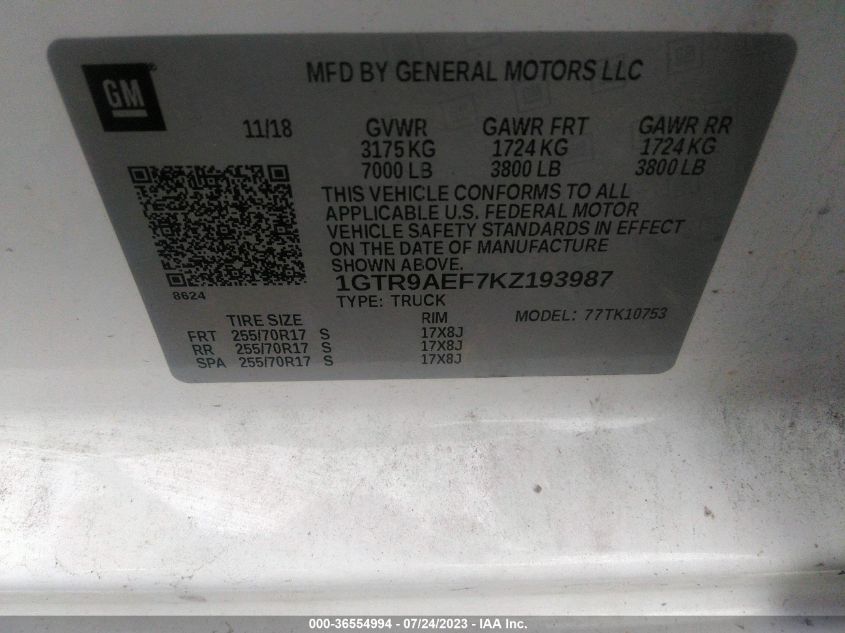 GM
MFD BY GENERAL MOTORS LLC
11/18 GVWR GAWR FRT GAWR RR
3175 KG 1724 KG 1724 KG
7000 LB 3800 LB 3800 LB
THIS VEHICLE CONFORMS TO ALL
APPLICABLE U.S. FEDERAL MOTOR
VEHICLE SAFETY STANDARDS IN EFFECT
ON THE DATE OF MANUFACTURE
SHOWN ABOVE.
8624 1GTR9AEF7KZ193987
TYPE: TRUCK
TIRE SIZE RIM MODEL: 77TK10753
FRT 255/70R17 S 17X8J
RR 255/70R17 S 17X8J
SPA 255/70R17 S 17X8J
000-36554994 / 07/24/2023 - IAA Inc.